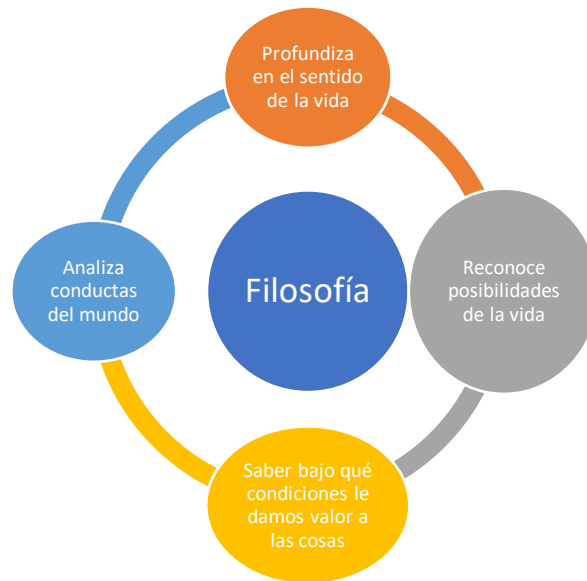 Profundiza
en el sentido
de la vida
Filosofía
Analiza
conductas
del mundo
Reconoce
posibilidades
de la vida
Saber bajo qué
condiciones le
damos valor a
las cosas